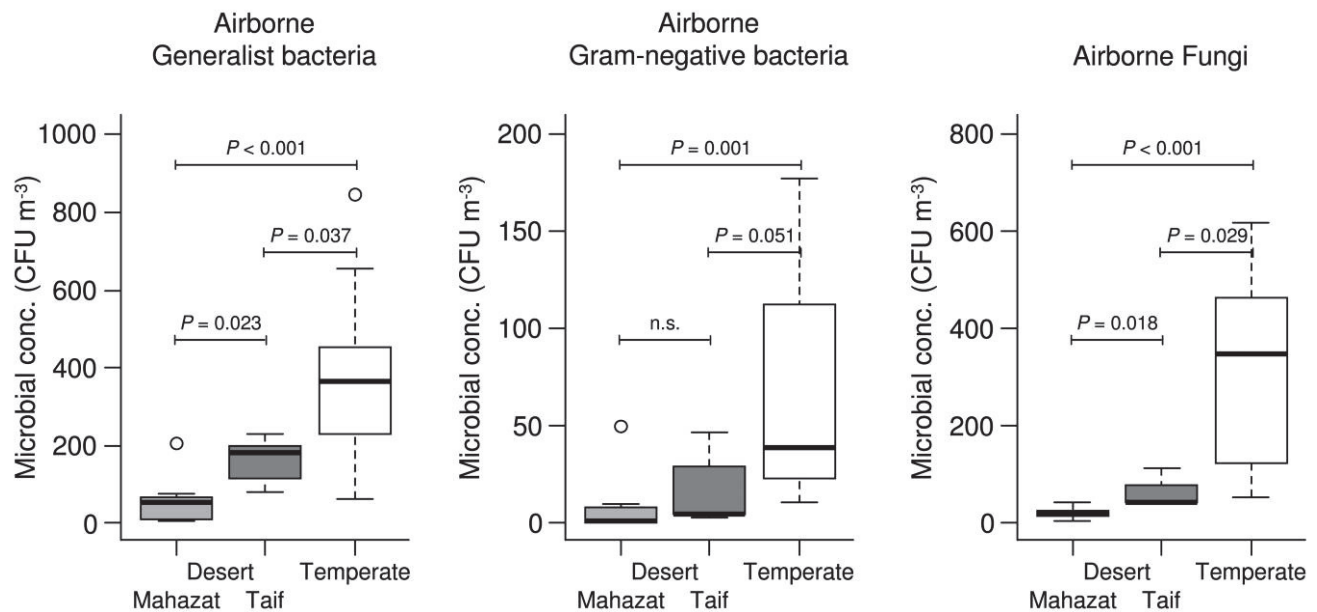 Airborne
Generalist bacteria
Microbial conc. (CFU m⁻³)
1000
800
600
400
200
0
P < 0.001
P = 0.037
P = 0.023
Desert
Temperate
Mahazat
Taif
Airborne
Gram-negative bacteria
Microbial conc. (CFU m⁻³)
200
150
100
50
0
P = 0.001
P = 0.051
n.s.
Desert
Temperate
Mahazat
Taif
Airborne Fungi
Microbial conc. (CFU m⁻³)
800
600
400
200
0
P < 0.001
P = 0.029
P = 0.018
Desert
Temperate
Mahazat
Taif